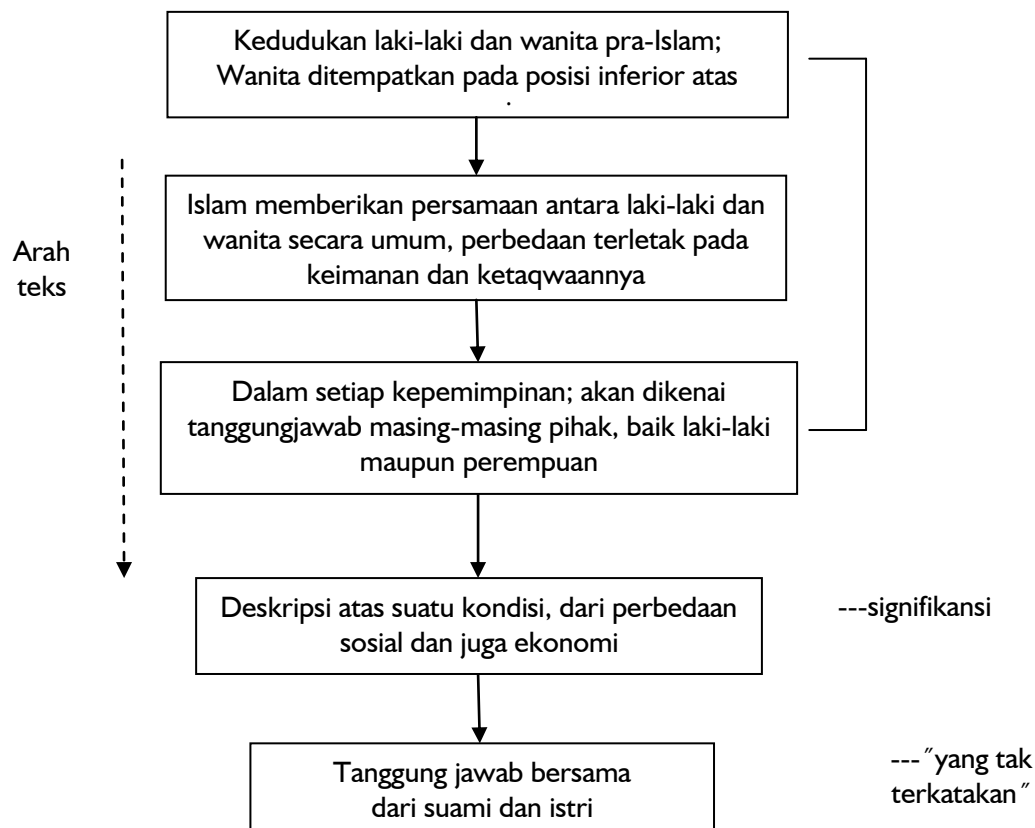 Kedudukan laki-laki dan wanita pra-Islam;
Wanita ditempatkan pada posisi inferior atas
Arah
teks
Islam memberikan persamaan antara laki-laki dan
wanita secara umum, perbedaan terletak pada
keimanan dan ketaqwaannya
Dalam setiap kepemimpinan; akan dikenai
tanggungjawab masing-masing pihak, baik laki-laki
maupun perempuan
Deskripsi atas suatu kondisi, dari perbedaan
sosial dan juga ekonomi
---signifikansi
Tanggung jawab bersama
dari suami dan istri
---"yang tak
terkatakan"